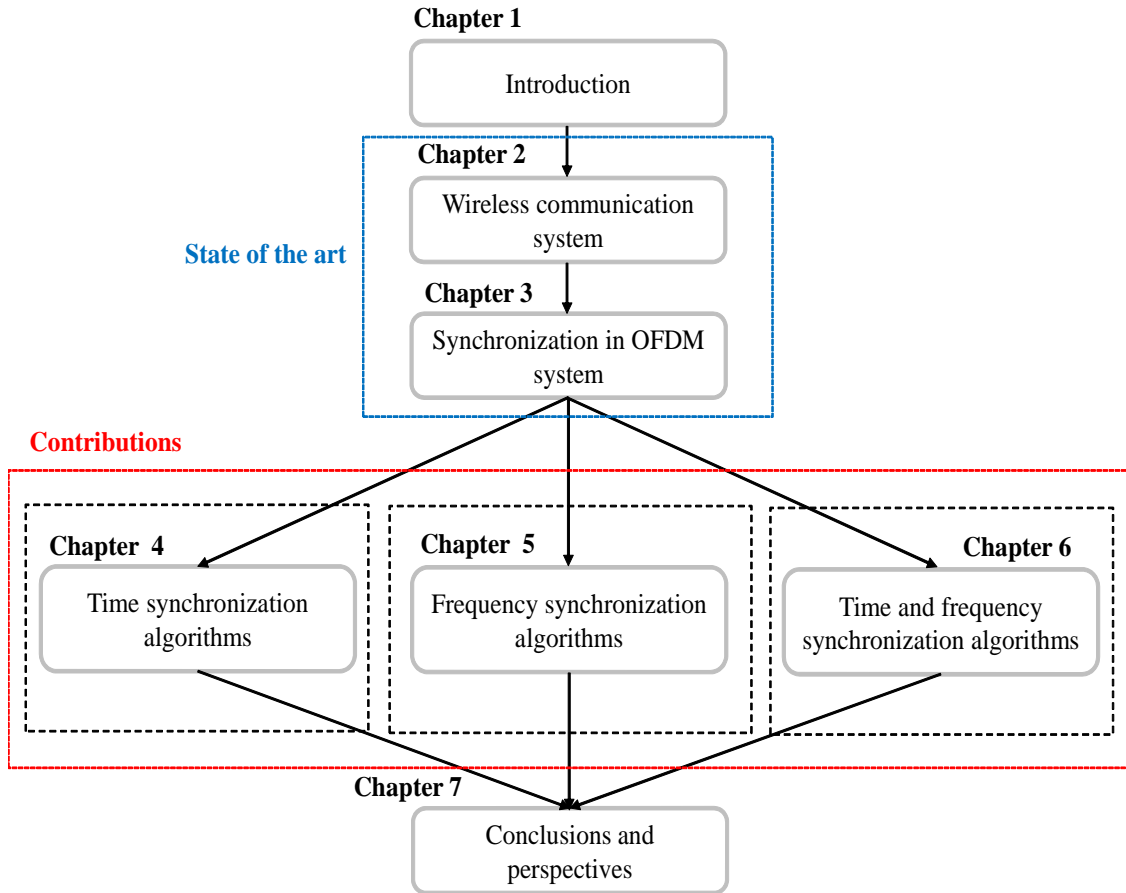 Chapter 1
Introduction
Chapter 2
Wireless communication
system
State of the art
Chapter 3
Synchronization in OFDM
system
Contributions
Chapter 4
Time synchronization
algorithms
Chapter 5
Frequency synchronization
algorithms
Chapter 6
Time and frequency
synchronization algorithms
Chapter 7
Conclusions and
perspectives